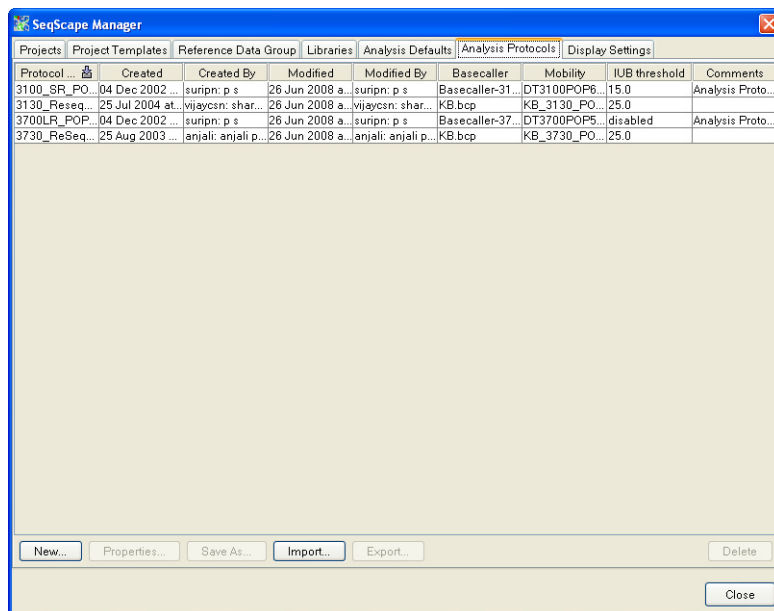 SeqScape Manager
Projects Project Templates Reference Data Group Libraries Analysis Defaults Analysis Protocols Display Settings
Protocol ... Created Created By Modified Modified By Basecaller Mobility IUB threshold Comments
3100_SR_PO... 04 Dec 2002 ... suripn: p s 26 Jun 2008 a... suripn: p s Basecaller-31... DT3100POP6... 15.0 Analysis Proto...
3130_Reseq... 25 Jul 2004 at... vijaycsn: shar... 26 Jun 2008 a... vijaycsn: shar... KB.bcp KB_3130_PO... 25.0
3700LR_POP... 04 Dec 2002 ... suripn: p s 26 Jun 2008 a... suripn: p s Basecaller-37... DT3700POP5... disabled Analysis Proto...
3730_ReSeq... 25 Aug 2003 ... anjali: anjali p... 26 Jun 2008 a... anjali: anjali p... KB.bcp KB_3730_PO... 25.0
New... Properties... Save As... Import... Export... Delete
Close